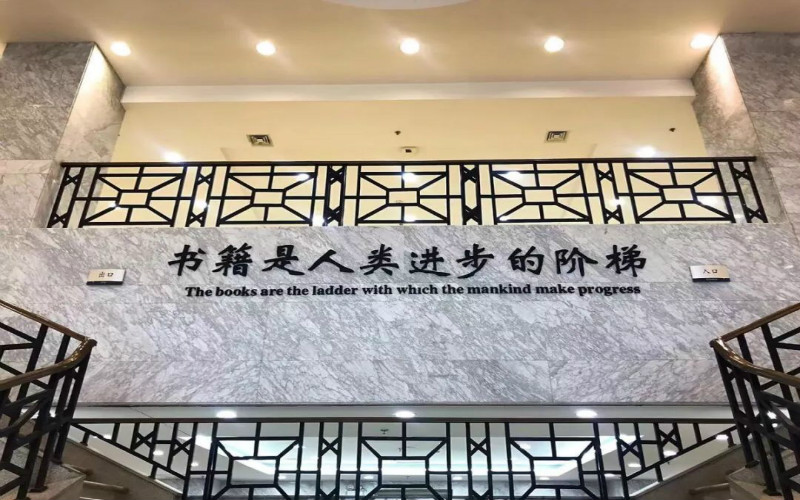 书籍是人类进步的阶梯
The books are the ladder with which the mankind make progress
出口
入口